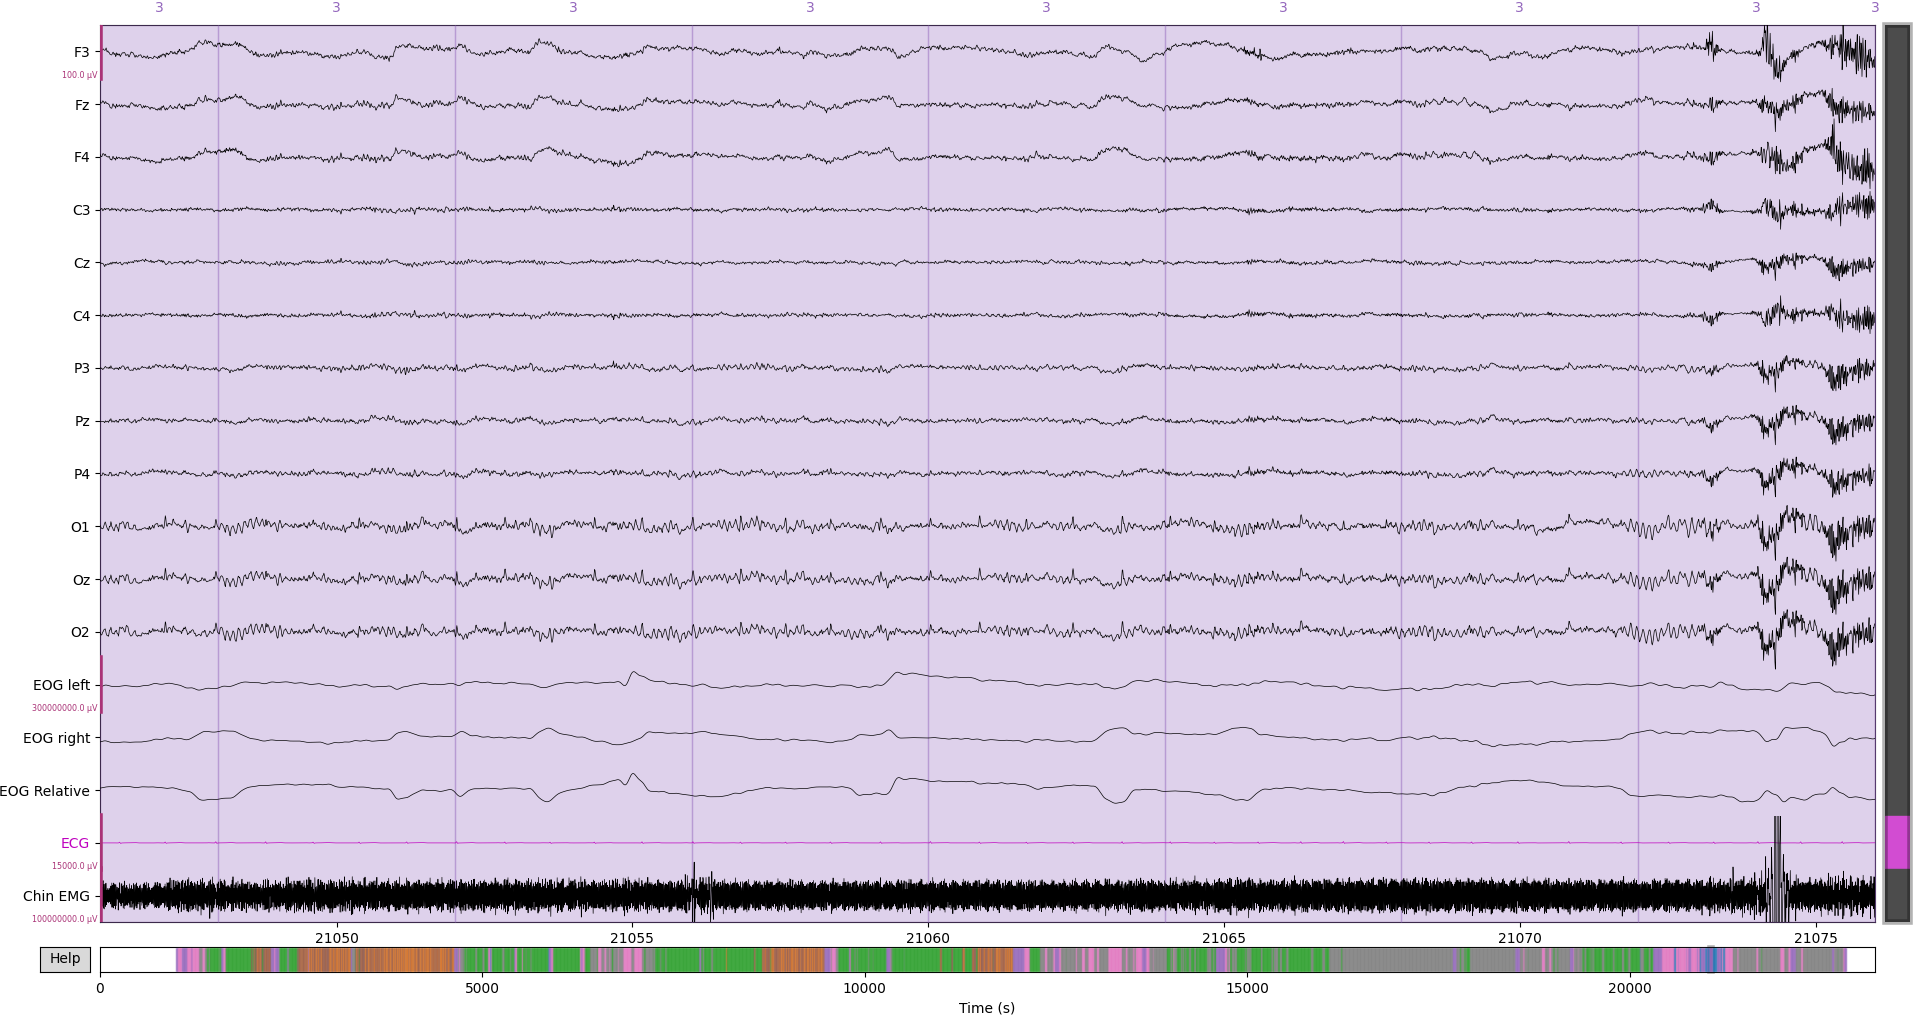 3 3 3 3 3 3 3 3 3
F3
100.0 µV
Fz
F4
C3
Cz
C4
P3
Pz
P4
O1
Oz
O2
EOG left
300000000.0 µV
EOG right
EOG Relative
ECG
15000.0 µV
Chin EMG
100000000.0 µV
21050 21055 21060 21065 21070 21075
Help
0 5000 10000 15000 20000
Time (s)